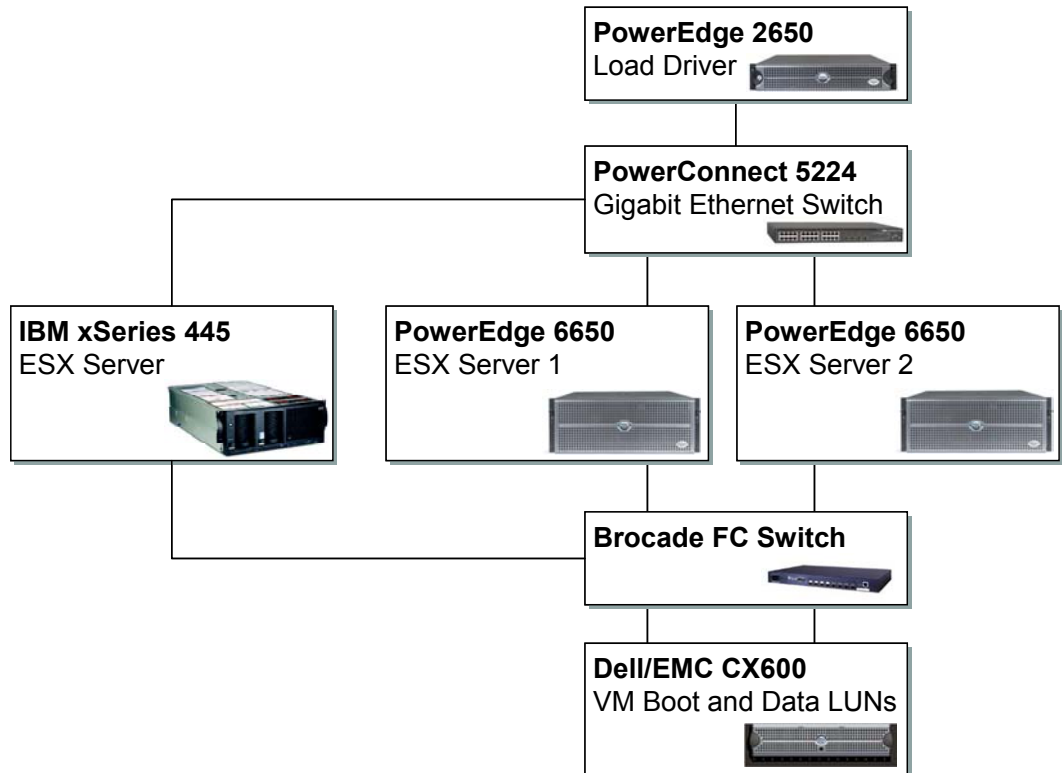 PowerEdge 2650
Load Driver
PowerConnect 5224
Gigabit Ethernet Switch
IBM xSeries 445
ESX Server
PowerEdge 6650
ESX Server 1
PowerEdge 6650
ESX Server 2
Brocade FC Switch
Dell/EMC CX600
VM Boot and Data LUNs